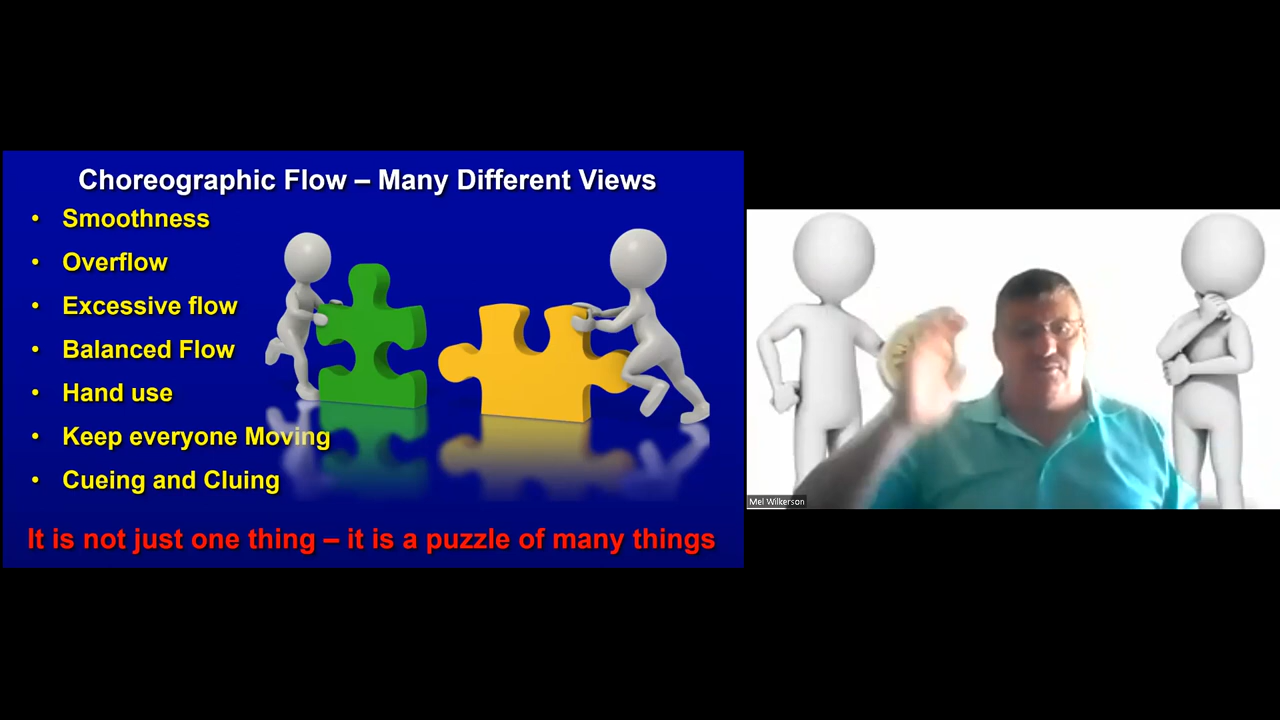 Choreographic Flow – Many Different Views
• Smoothness
• Overflow
• Excessive flow
• Balanced Flow
• Hand use
• Keep everyone Moving
• Cueing and Cluing
It is not just one thing – it is a puzzle of many things
Mel Wilkerson